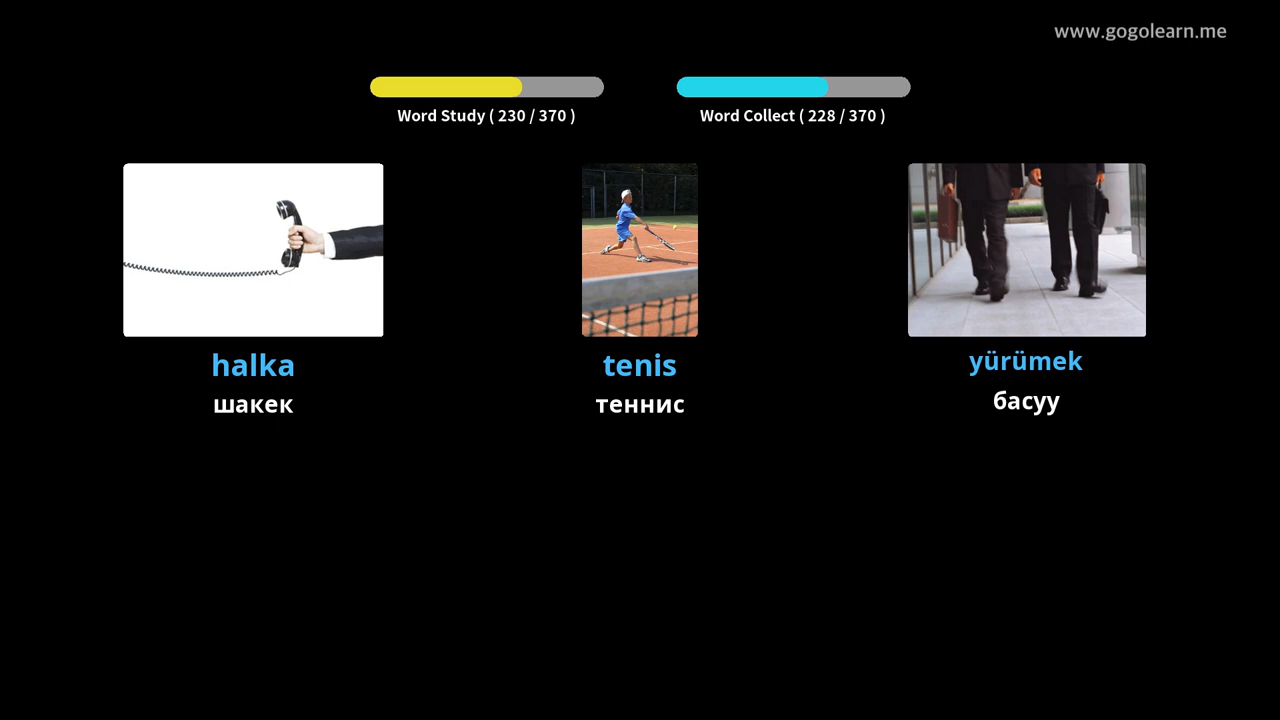 www.gogolearn.me
Word Study ( 230 / 370 )
Word Collect ( 228 / 370 )
halka
шакек
tenis
теннис
yürümek
басуу